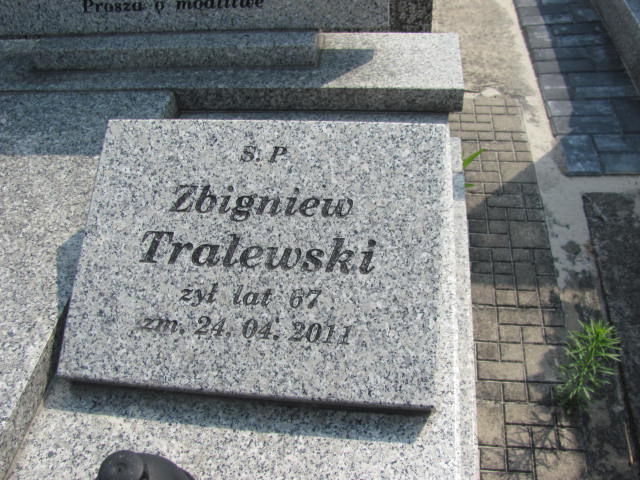 Proszą o modlitwę
Ś. P.
Zbigniew
Tralewski
żył lat 67
zm. 24. 04. 2011